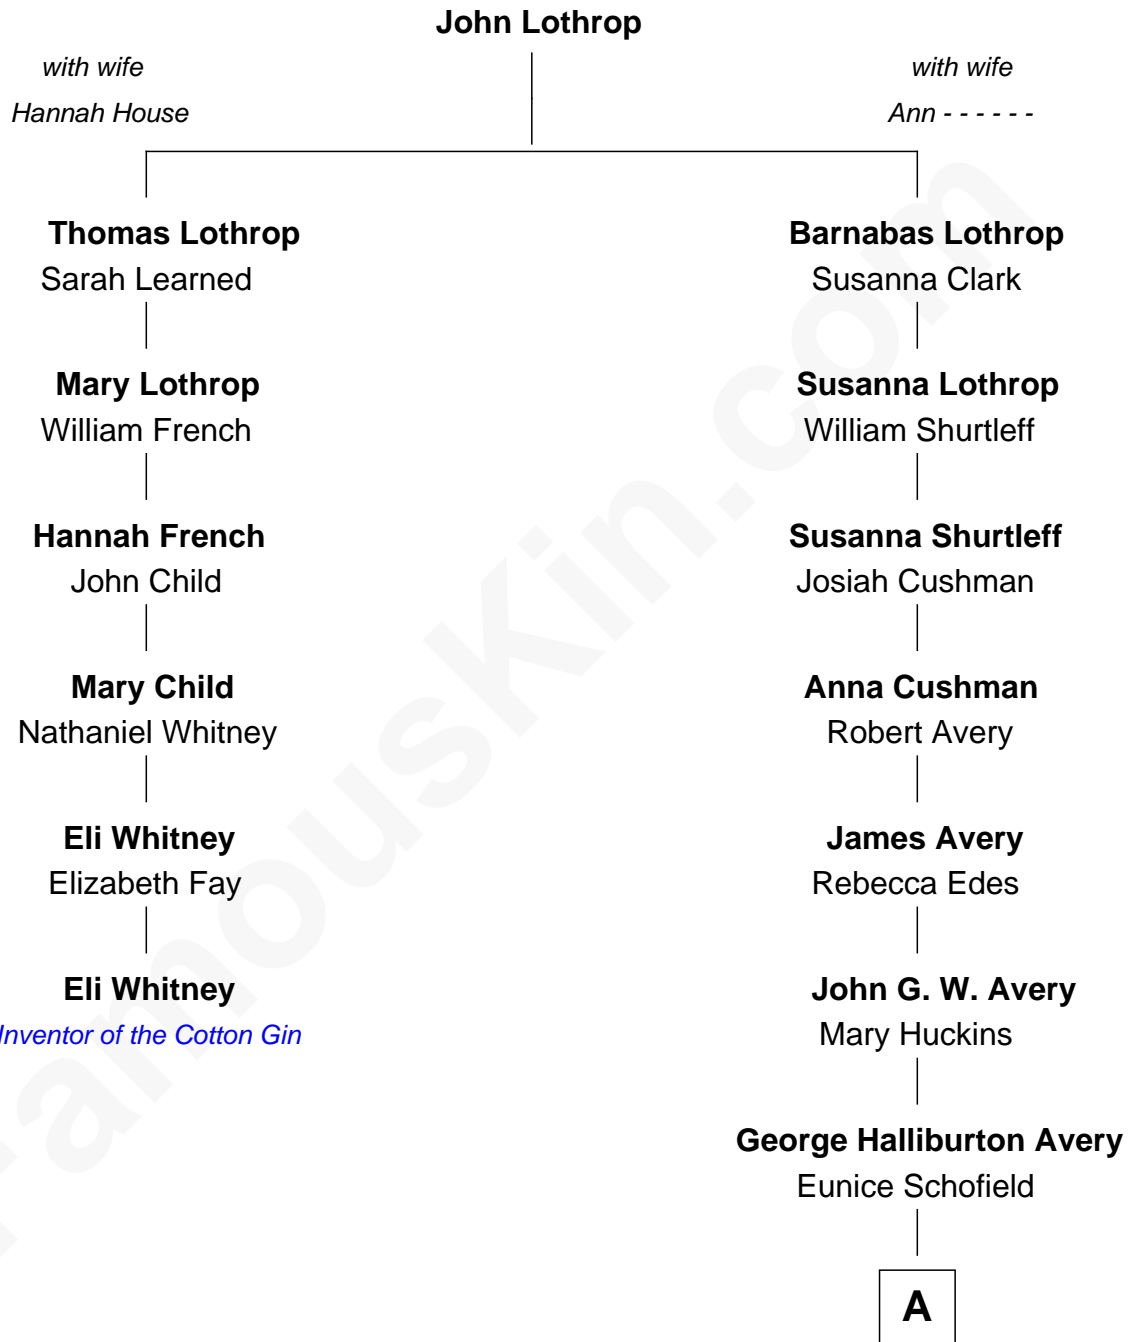 John Lothrop
with wife
Hannah House
with wife
Ann - - - - - -
Thomas Lothrop
Sarah Learned
Barnabas Lothrop
Susanna Clark
Mary Lothrop
William French
Susanna Lothrop
William Shurtleff
Hannah French
John Child
Susanna Shurtleff
Josiah Cushman
Mary Child
Nathaniel Whitney
Anna Cushman
Robert Avery
Eli Whitney
Elizabeth Fay
James Avery
Rebecca Edes
Eli Whitney
Inventor of the Cotton Gin
John G. W. Avery
Mary Huckins
George Halliburton Avery
Eunice Schofield
A
FamousKin.com